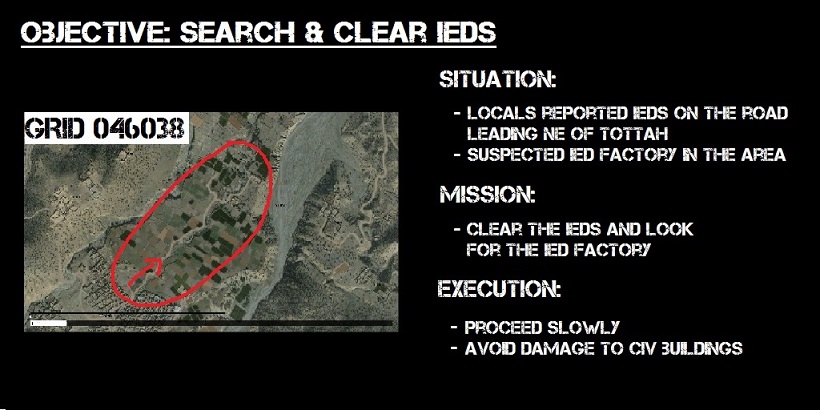 OBJECTIVE: SEARCH & CLEAR IEDS
GRID 046038
SITUATION:
- LOCALS REPORTED IEDS ON THE ROAD
LEADING NE OF TOTTAH
- SUSPECTED IED FACTORY IN THE AREA
MISSION:
- CLEAR THE IEDS AND LOOK
FOR THE IED FACTORY
EXECUTION:
- PROCEED SLOWLY
- AVOID DAMAGE TO CIV BUILDINGS